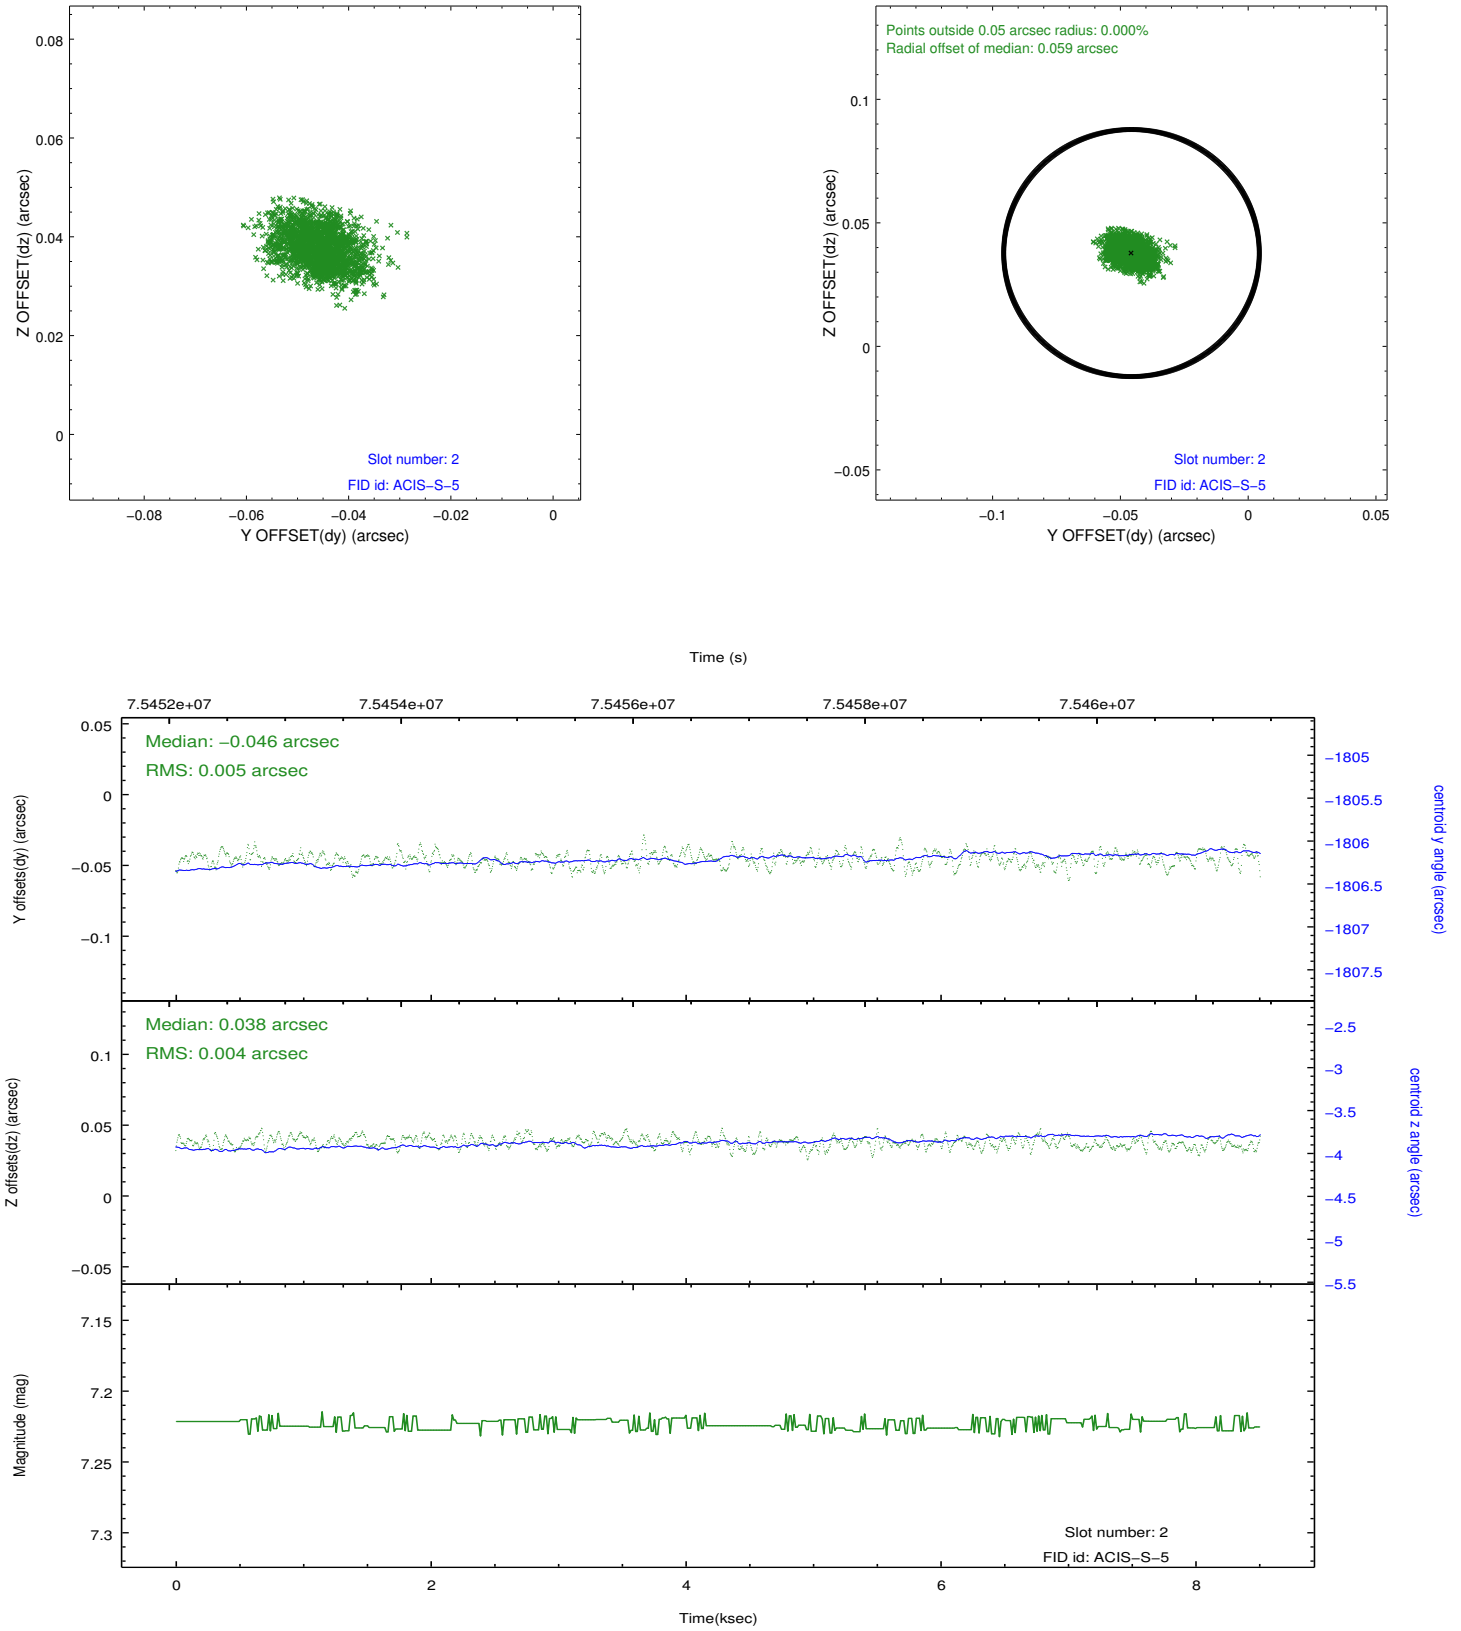 0.08
0.06
0.04
0.02
0
Z OFFSET(dz) (arcsec)
Slot number: 2
FID id: ACIS−S−5
−0.08
−0.06
−0.04
−0.02
0
Y OFFSET(dy) (arcsec)
Points outside 0.05 arcsec radius: 0.000%
Radial offset of median: 0.059 arcsec
0.1
0.05
0
−0.05
Z OFFSET(dz) (arcsec)
Slot number: 2
FID id: ACIS−S−5
−0.1
−0.05
0
0.05
Y OFFSET(dy) (arcsec)
Time (s)
7.5452e+07
7.5454e+07
7.5456e+07
7.5458e+07
7.546e+07
0.05
0
−0.05
−0.1
Y offsets(dy) (arcsec)
Median: −0.046 arcsec
RMS: 0.005 arcsec
−1805
−1805.5
−1806
−1806.5
−1807
−1807.5
centroid y angle (arcsec)
0.1
0.05
0
−0.05
Z offsets(dz) (arcsec)
Median: 0.038 arcsec
RMS: 0.004 arcsec
−2.5
−3
−3.5
−4
−4.5
−5
−5.5
centroid z angle (arcsec)
7.15
7.2
7.25
7.3
Magnitude (mag)
Slot number: 2
FID id: ACIS−S−5
0
2
4
6
8
Time(ksec)